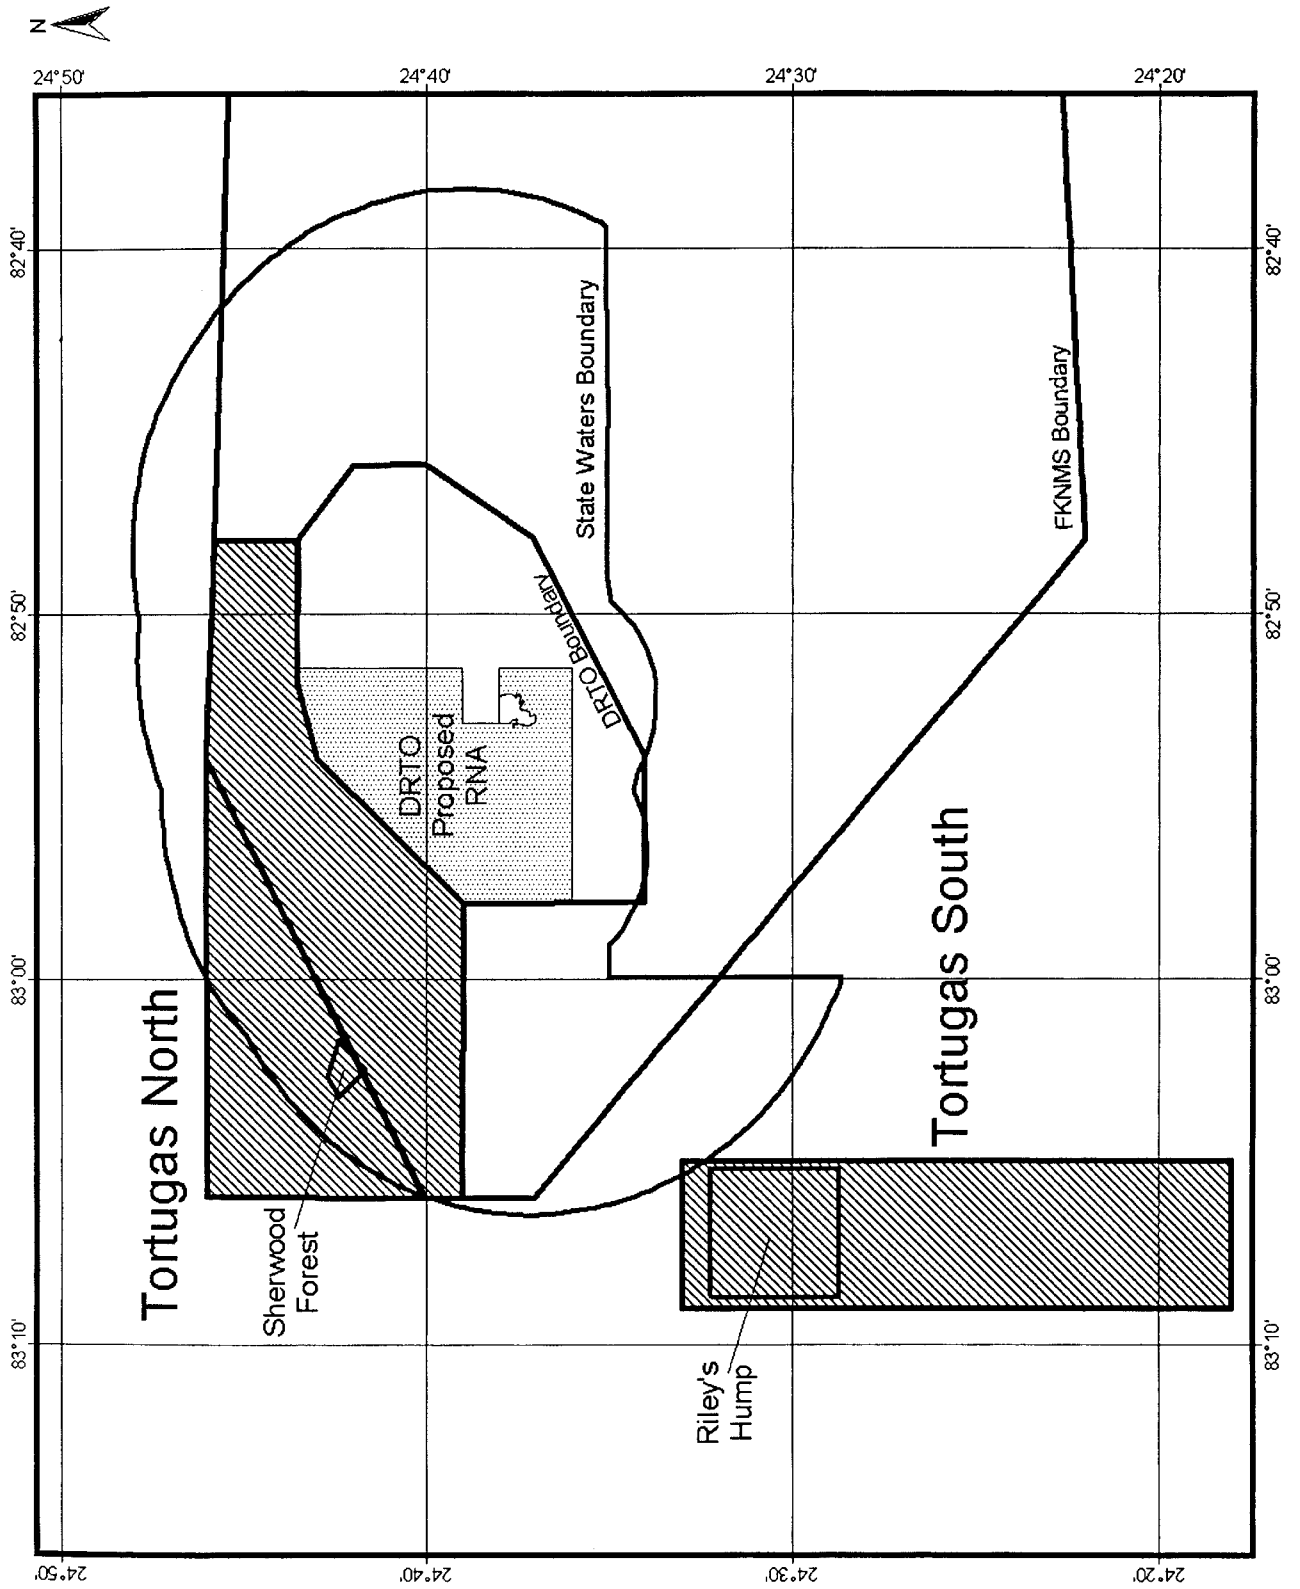 N
24°50'
24°40'
24°30'
24°20'
82°40'
82°40'
State Waters Boundary
FKNMS Boundary
82°50'
82°50'
DRTO Boundary
DRTO
Proposed
RNA
83°00'
83°00'
Tortugas North
Tortugas South
Sherwood
Forest
Riley's
Hump
83°10'
83°10'
24°50'
24°40'
24°30'
24°20'